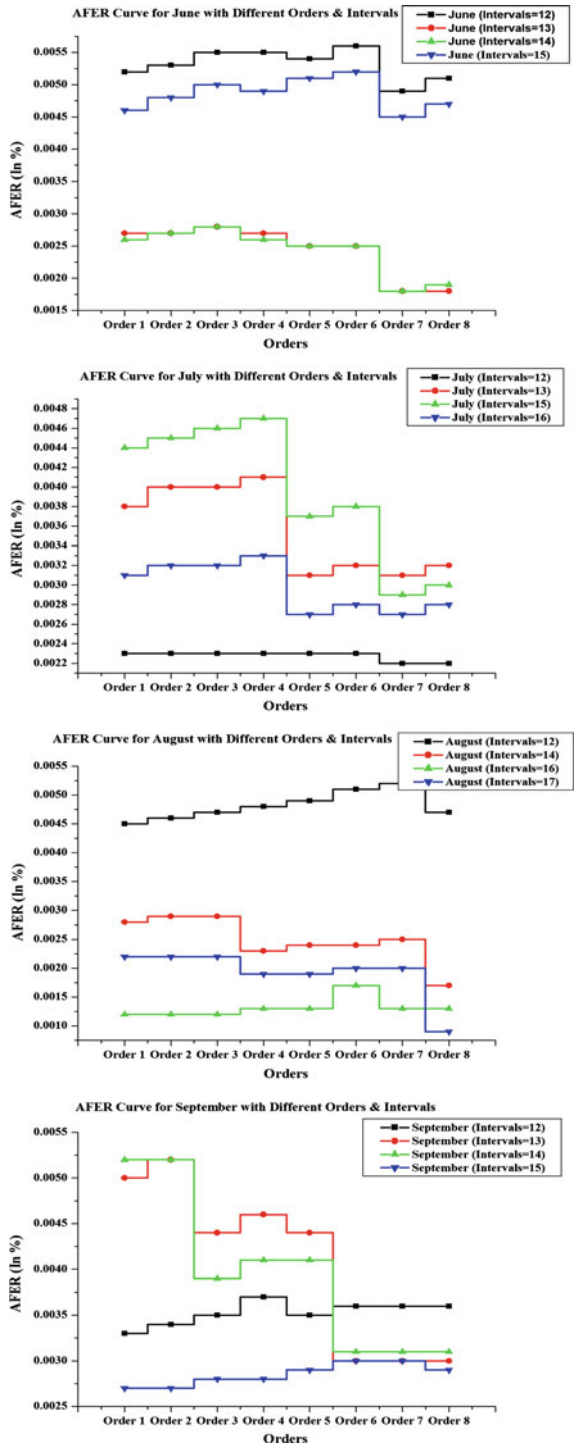 AFER Curve for June with Different Orders & Intervals
June (Intervals=12)
June (Intervals=13)
June (Intervals=14)
June (Intervals=15)
AFER (In %)
0.0055
0.0050
0.0045
0.0040
0.0035
0.0030
0.0025
0.0020
0.0015
Order 1 Order 2 Order 3 Order 4 Order 5 Order 6 Order 7 Order 8
Orders
AFER Curve for July with Different Orders & Intervals
July (Intervals=12)
July (Intervals=13)
July (Intervals=15)
July (Intervals=16)
AFER (In %)
0.0048
0.0046
0.0044
0.0042
0.0040
0.0038
0.0036
0.0034
0.0032
0.0030
0.0028
0.0026
0.0024
0.0022
Order 1 Order 2 Order 3 Order 4 Order 5 Order 6 Order 7 Order 8
Orders
AFER Curve for August with Different Orders & Intervals
August (Intervals=12)
August (Intervals=14)
August (Intervals=16)
August (Intervals=17)
AFER (In %)
0.0055
0.0050
0.0045
0.0040
0.0035
0.0030
0.0025
0.0020
0.0015
0.0010
Order 1 Order 2 Order 3 Order 4 Order 5 Order 6 Order 7 Order 8
Orders
AFER Curve for September with Different Orders & Intervals
September (Intervals=12)
September (Intervals=13)
September (Intervals=14)
September (Intervals=15)
AFER (In %)
0.0055
0.0050
0.0045
0.0040
0.0035
0.0030
0.0025
Order 1 Order 2 Order 3 Order 4 Order 5 Order 6 Order 7 Order 8
Orders